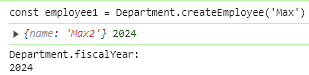 const employee1 = Department.createEmployee('Max')
▶ {name: 'Max2'} 2024
Department.fiscalYear:
2024